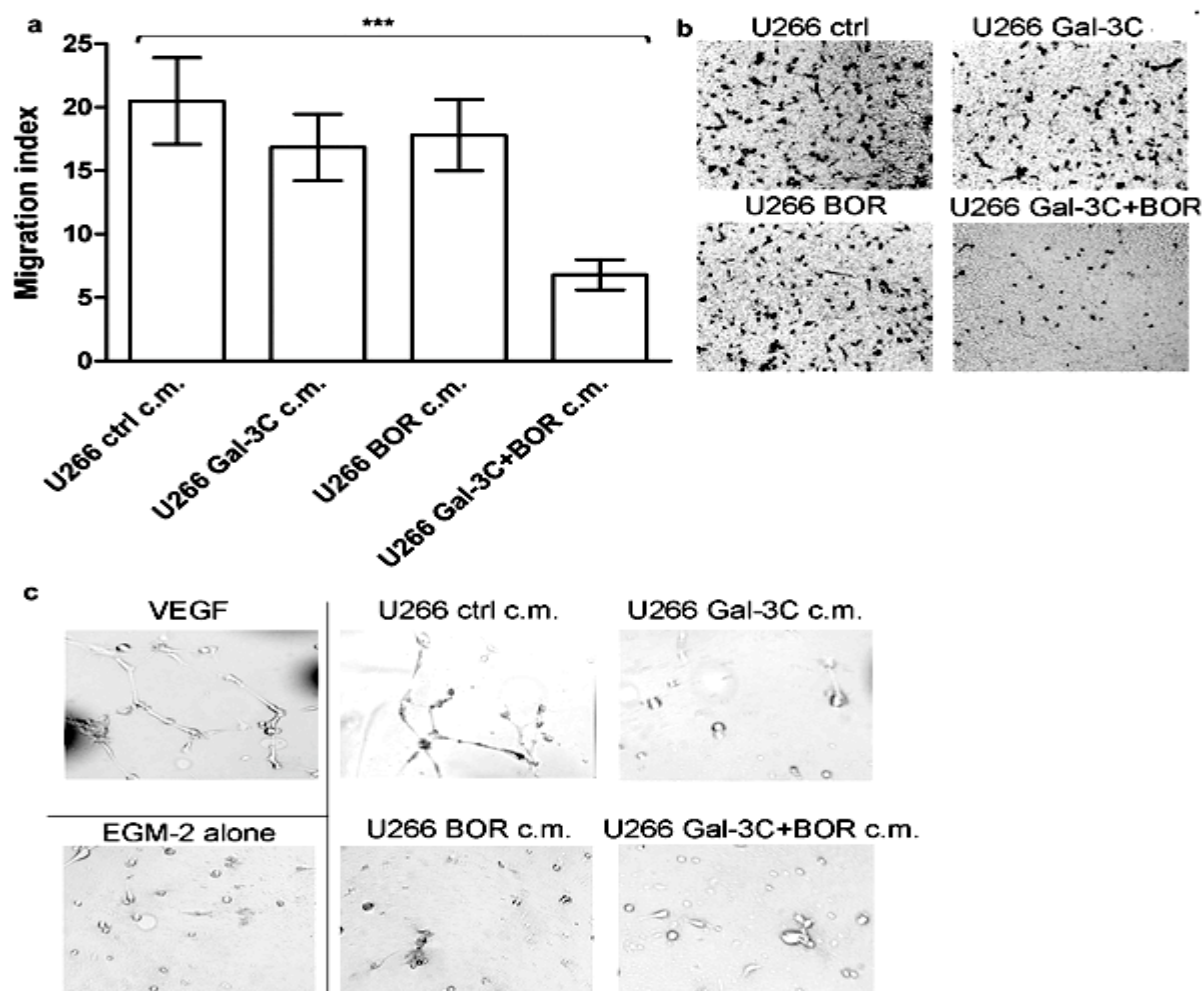 a
***
25
20
15
10
5
0
Migration index
U266 ctrl c.m.
U266 Gal-3C c.m.
U266 BOR c.m.
U266 Gal-3C+BOR c.m.
b
U266 ctrl
U266 Gal-3C
U266 BOR
U266 Gal-3C+BOR
c
VEGF
U266 ctrl c.m.
U266 Gal-3C c.m.
EGM-2 alone
U266 BOR c.m.
U266 Gal-3C+BOR c.m.